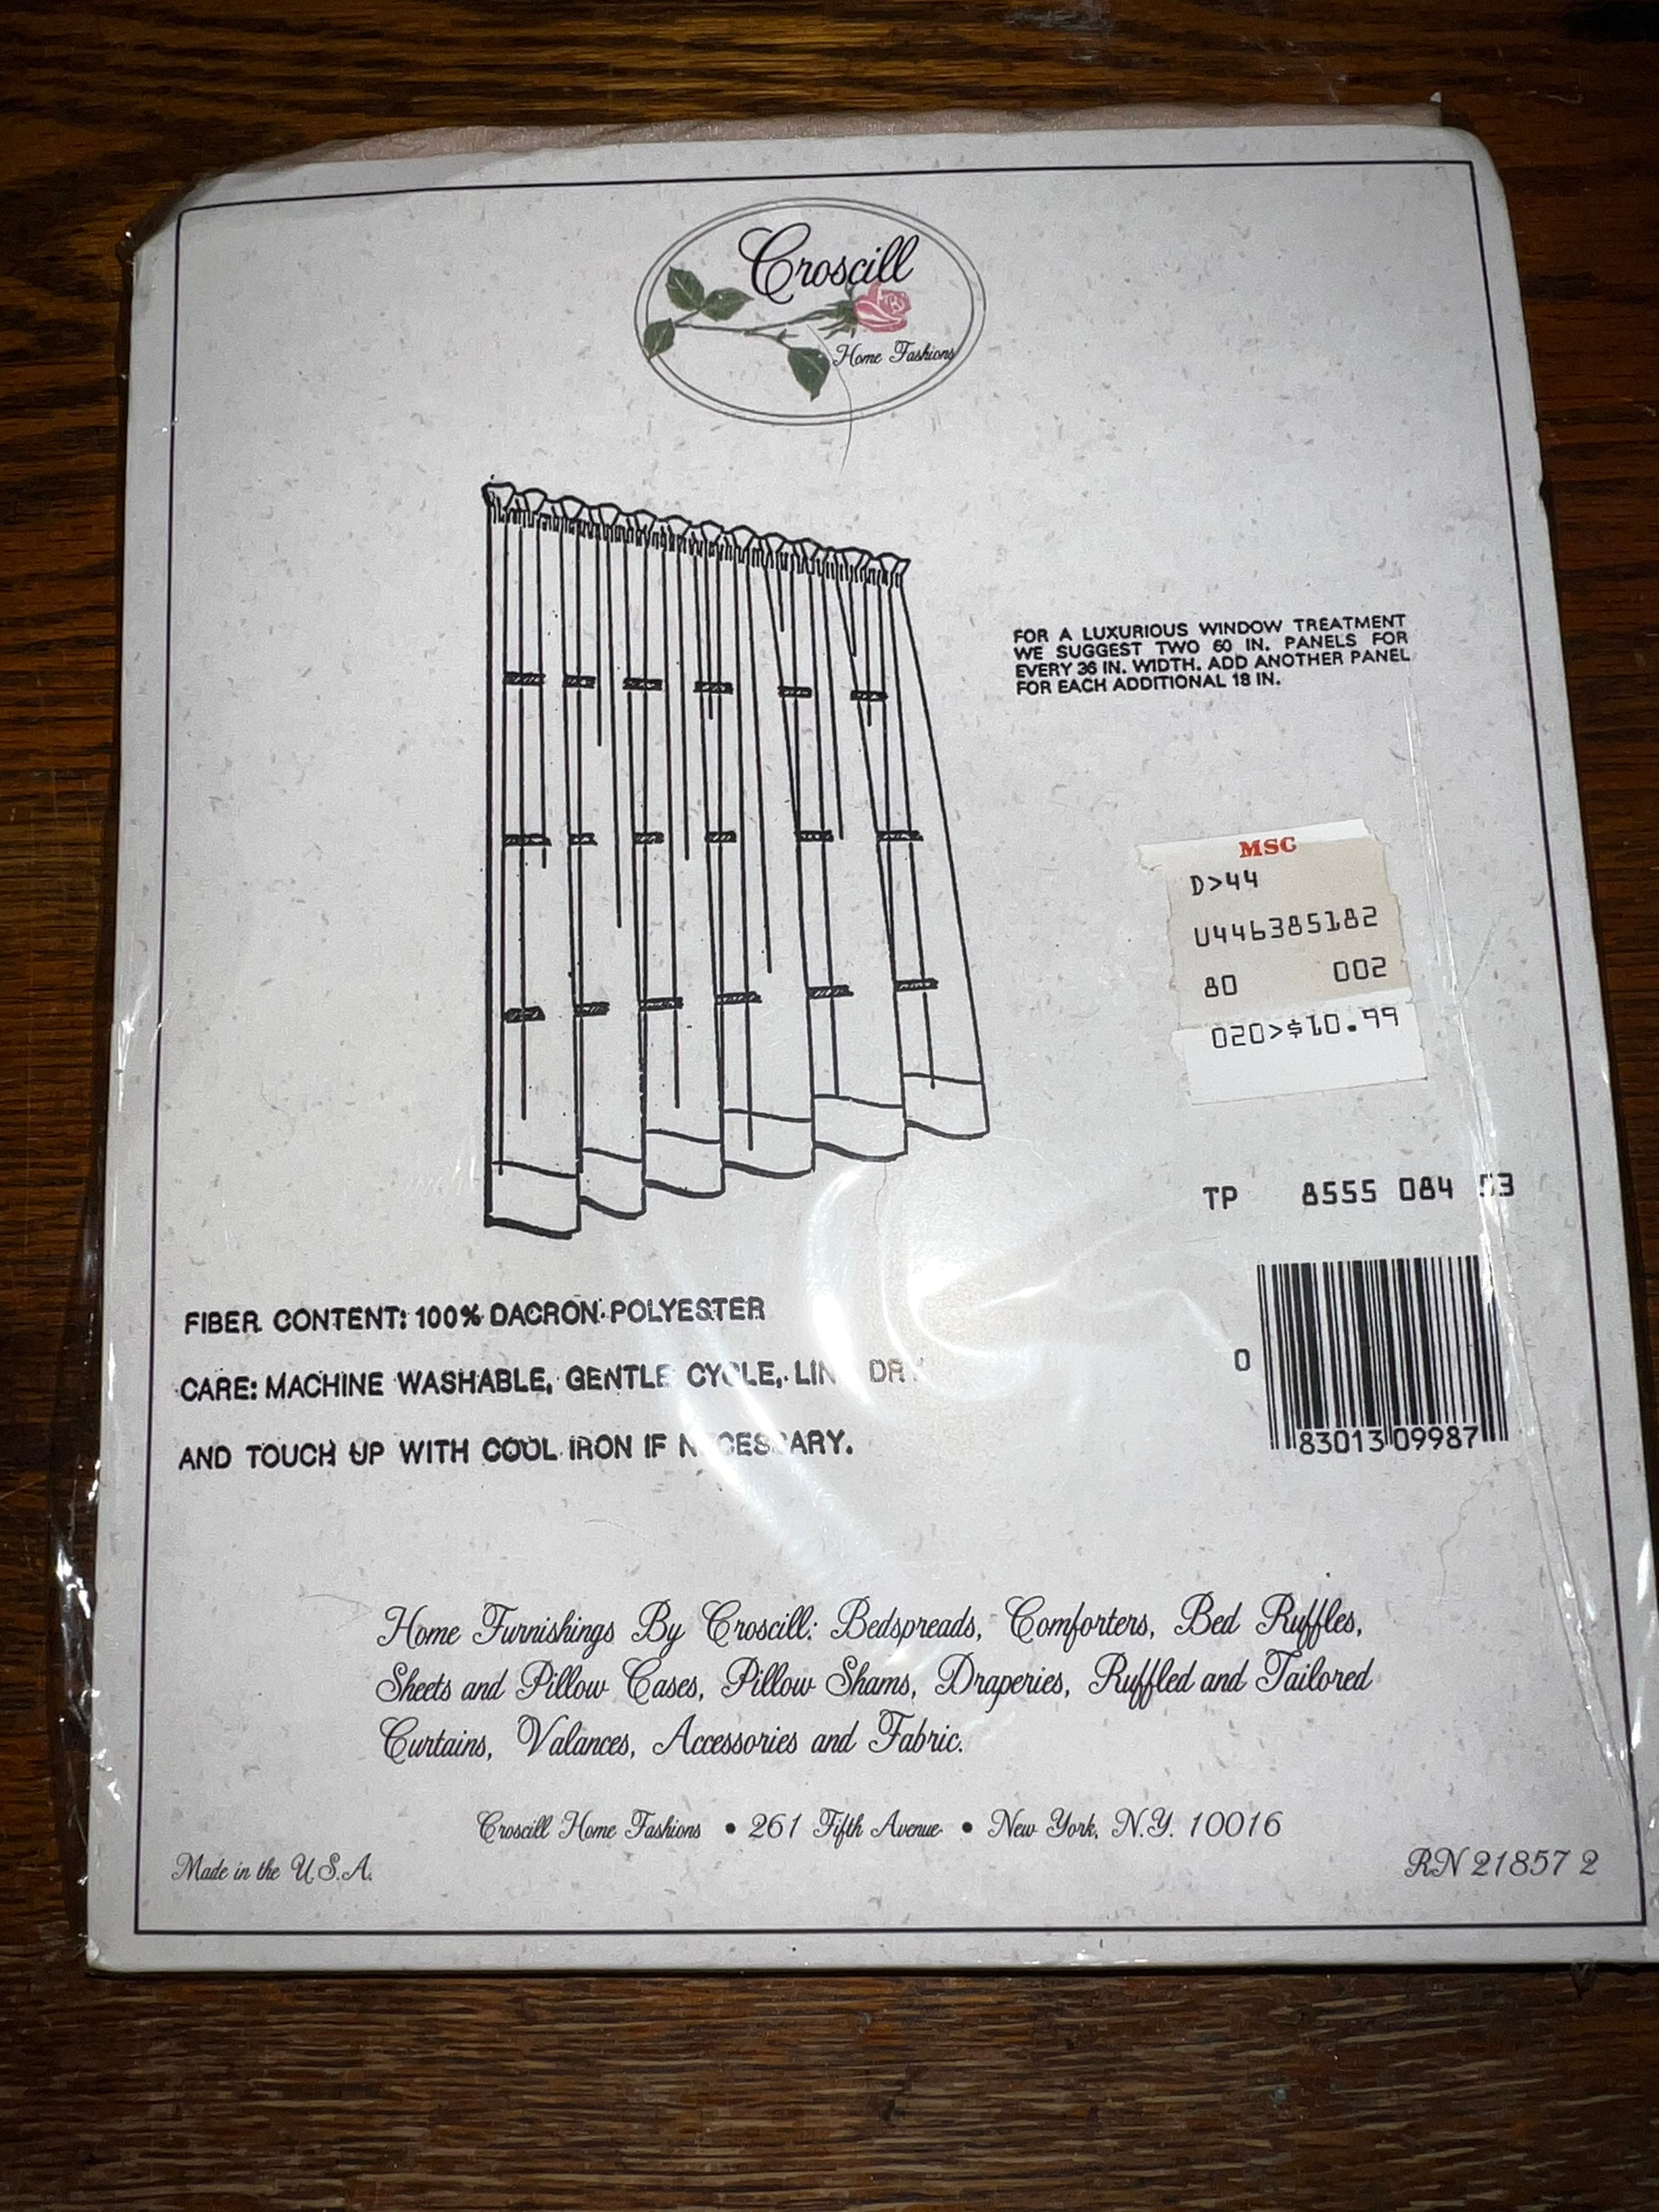 Croscill
Home Fashions
FOR A LUXURIOUS WINDOW TREATMENT
WE SUGGEST TWO 60 IN. PANELS FOR
EVERY 36 IN. WIDTH. ADD ANOTHER PANEL
FOR EACH ADDITIONAL 18 IN.
MSC
D>44
U446385182
80 002
020>$10.99
TP 8555 084 53
FIBER CONTENT: 100% DACRON POLYESTER
CARE: MACHINE WASHABLE, GENTLE CYCLE, LINE DRY
AND TOUCH UP WITH COOL IRON IF NECESSARY.
0 83013 09987
Home Furnishings By Croscill: Bedspreads, Comforters, Bed Ruffles,
Sheets and Pillow Cases, Pillow Shams, Draperies, Ruffled and Tailored
Curtains, Valances, Accessories and Fabric.
Croscill Home Fashions • 261 Fifth Avenue • New York, N.Y. 10016
Made in the U.S.A.
RN 21857 2